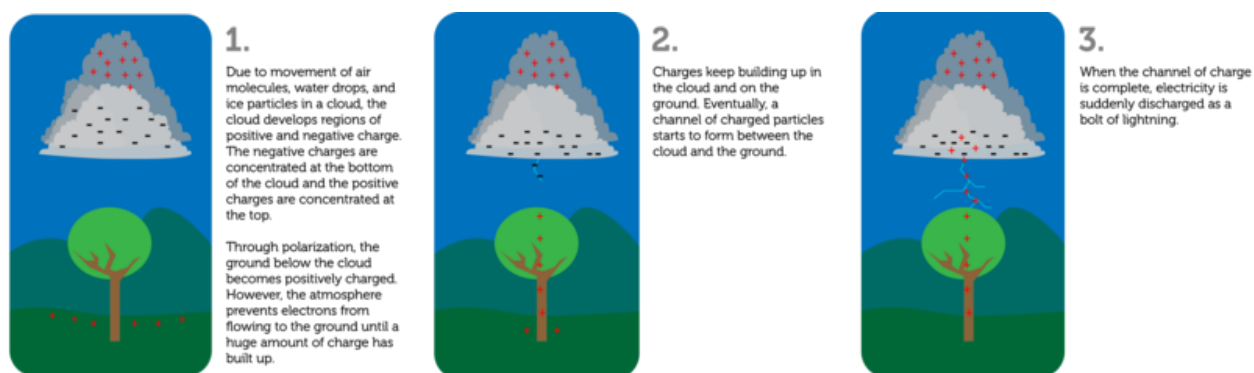 1.
Due to movement of air
molecules, water drops, and
ice particles in a cloud, the
cloud develops regions of
positive and negative charge.
The negative charges are
concentrated at the bottom
of the cloud and the positive
charges are concentrated at
the top.
Through polarization, the
ground below the cloud
becomes positively charged.
However, the atmosphere
prevents electrons from
flowing to the ground until a
huge amount of charge has
built up.
2.
Charges keep building up in
the cloud and on the
ground. Eventually, a
channel of charged particles
starts to form between the
cloud and the ground.
3.
When the channel of charge
is complete, electricity is
suddenly discharged as a
bolt of lightning.